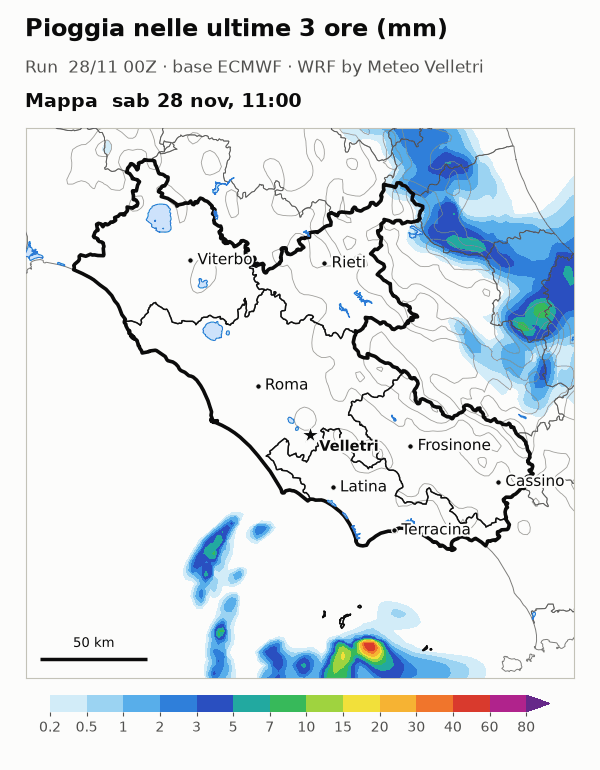 Pioggia nelle ultime 3 ore (mm)
Run  28/11 00Z · base ECMWF · WRF by Meteo Velletri
Mappa  sab 28 nov, 11:00
Viterbo
Rieti
Roma
Velletri
Frosinone
Latina
Cassino
Terracina
50 km
0.2 0.5 1 2 3 5 7 10 15 20 30 40 60 80